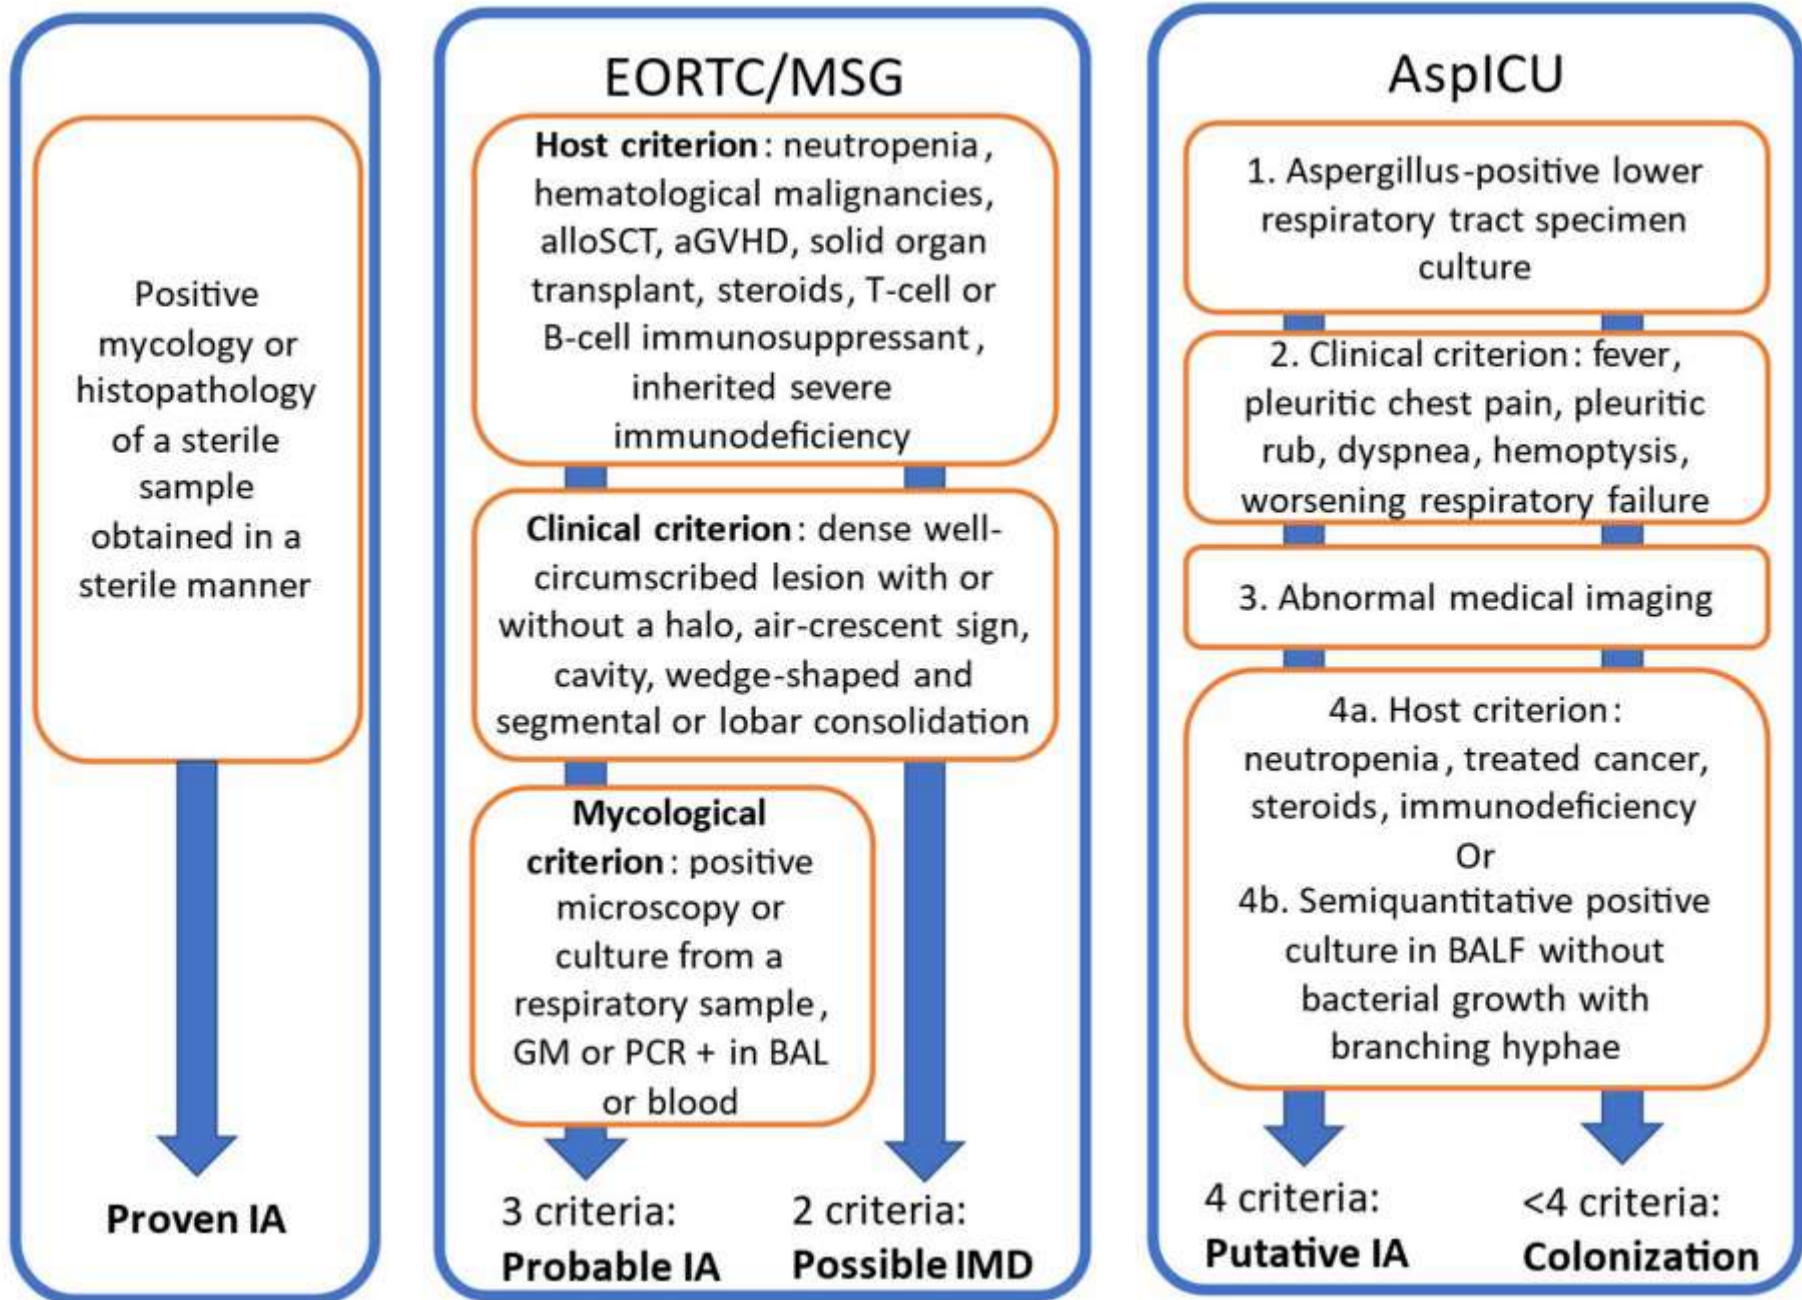 Positive
mycology or
histopathology
of a sterile
sample
obtained in a
sterile manner
Proven IA
EORTC/MSG
Host criterion: neutropenia,
hematological malignancies,
alloSCT, aGVHD, solid organ
transplant, steroids, T-cell or
B-cell immunosuppressant,
inherited severe
immunodeficiency
Clinical criterion: dense well-
circumscribed lesion with or
without a halo, air-crescent sign,
cavity, wedge-shaped and
segmental or lobar consolidation
Mycological
criterion: positive
microscopy or
culture from a
respiratory sample,
GM or PCR + in BAL
or blood
3 criteria:
Probable IA
2 criteria:
Possible IMD
AspICU
1. Aspergillus-positive lower
respiratory tract specimen
culture
2. Clinical criterion: fever,
pleuritic chest pain, pleuritic
rub, dyspnea, hemoptysis,
worsening respiratory failure
3. Abnormal medical imaging
4a. Host criterion:
neutropenia, treated cancer,
steroids, immunodeficiency
Or
4b. Semiquantitative positive
culture in BALF without
bacterial growth with
branching hyphae
4 criteria:
Putative IA
<4 criteria:
Colonization